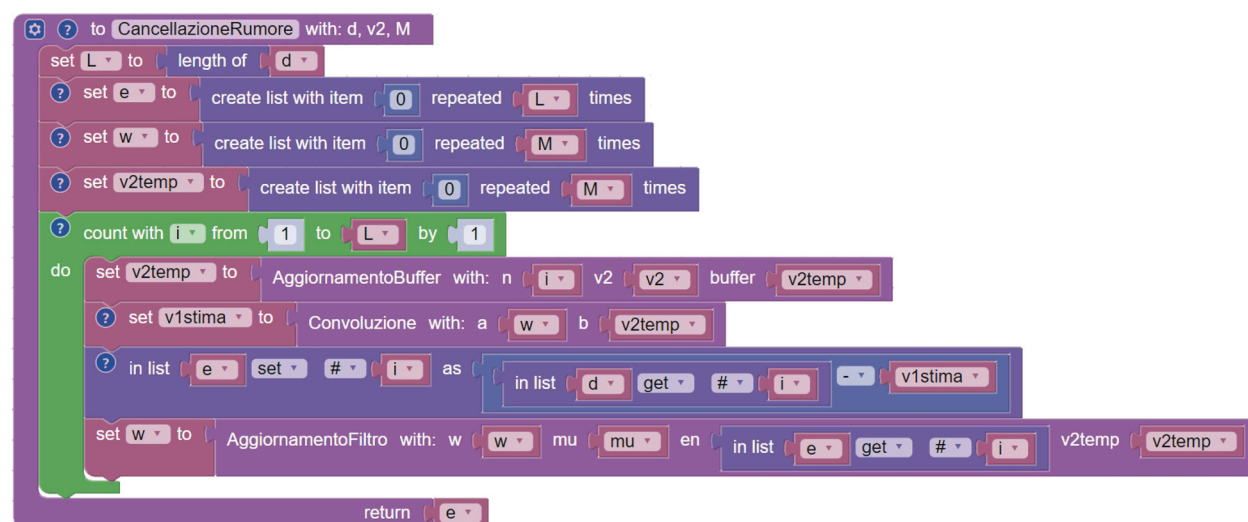 ? to CancellazioneRumore with: d, v2, M
set L to length of d
? set e to create list with item 0 repeated L times
? set w to create list with item 0 repeated M times
? set v2temp to create list with item 0 repeated M times
? count with i from 1 to L by 1
do set v2temp to AggiornamentoBuffer with: n i v2 v2 buffer v2temp
? set v1stima to Convoluzione with: a w b v2temp
? in list e set # i as in list d get # i - v1stima
set w to AggiornamentoFiltro with: w w mu mu en in list e get # i v2temp v2temp
return e